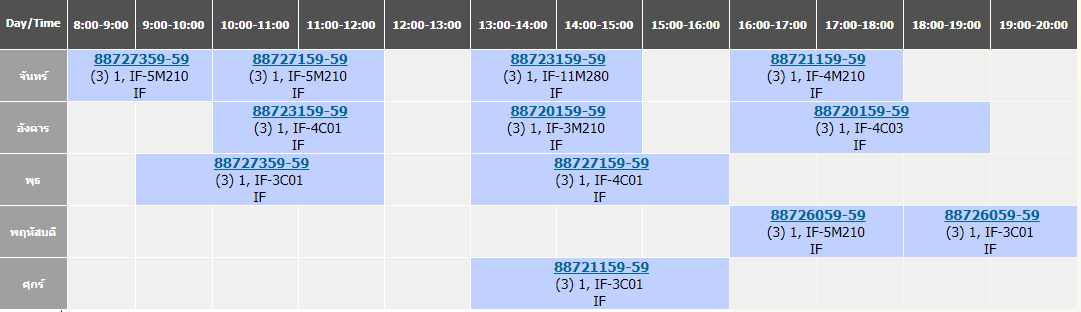 Day/Time 8:00-9:00 9:00-10:00 10:00-11:00 11:00-12:00 12:00-13:00 13:00-14:00 14:00-15:00 15:00-16:00 16:00-17:00 17:00-18:00 18:00-19:00 19:00-20:00
จันทร์
88727359-59
(3) 1, IF-5M210
IF
88727159-59
(3) 1, IF-5M210
IF
88723159-59
(3) 1, IF-11M280
IF
88721159-59
(3) 1, IF-4M210
IF
อังคาร
88723159-59
(3) 1, IF-4C01
IF
88720159-59
(3) 1, IF-3M210
IF
88720159-59
(3) 1, IF-4C03
IF
พุธ
88727359-59
(3) 1, IF-3C01
IF
88727159-59
(3) 1, IF-4C01
IF
พฤหัสบดี
88726059-59
(3) 1, IF-5M210
IF
88726059-59
(3) 1, IF-3C01
IF
ศุกร์
88721159-59
(3) 1, IF-3C01
IF